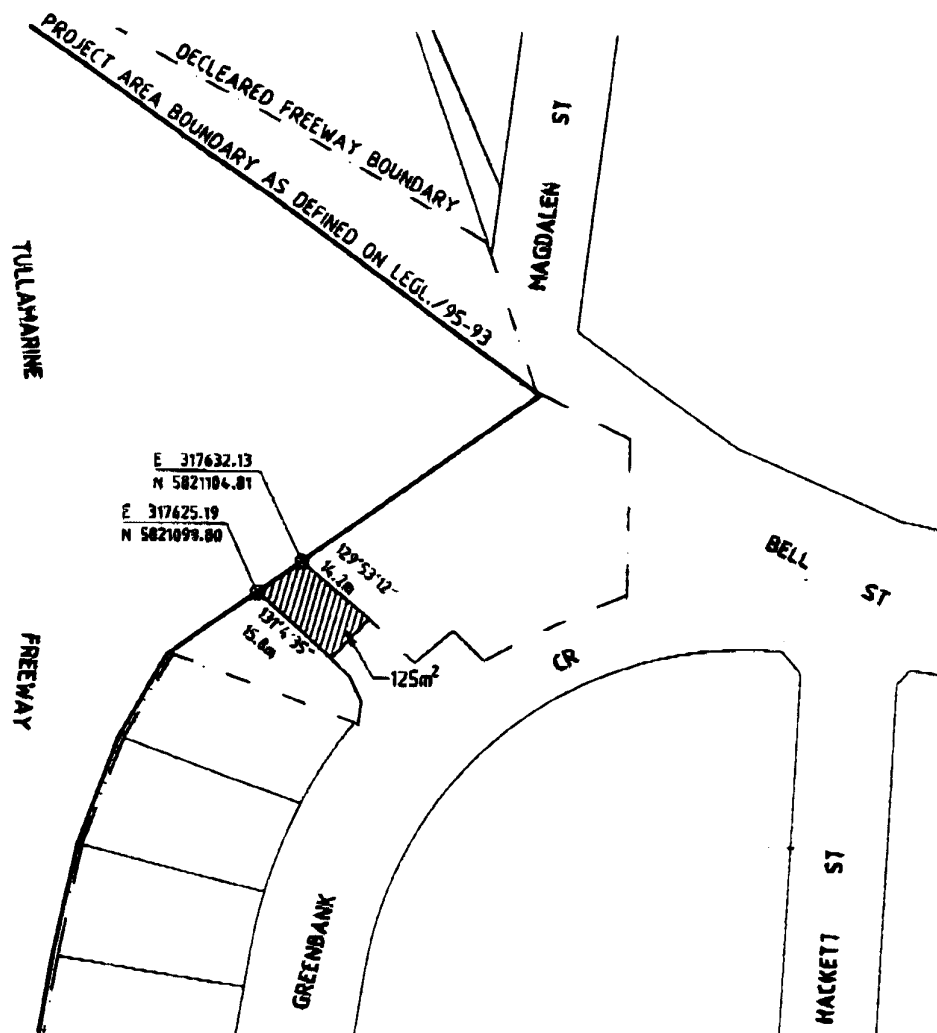 PROJECT AREA BOUNDARY AS DEFINED ON LEGL./95-93
DECLEARED FREEWAY BOUNDARY
MAGDALEN ST
TULLAMARINE
FREEWAY
E 317632.13
N 5821104.81
E 317625.19
N 5821098.80
129°53'12"
14.2m
131°4'35"
15.8m
125m²
BELL ST
CR
GREENBANK
HACKETT ST